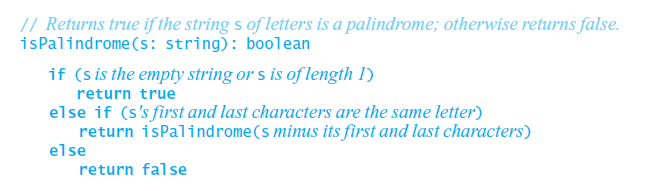 // Returns true if the string s of letters is a palindrome; otherwise returns false.
isPalindrome(s: string): boolean
if (s is the empty string or s is of length 1)
return true
else if (s's first and last characters are the same letter)
return isPalindrome(s minus its first and last characters)
else
return false